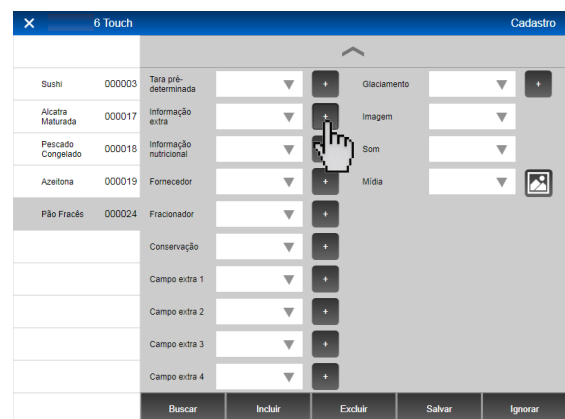 6 Touch Cadastro
Sushi 000003
Alcatra
Maturada 000017
Pescado
Congelado 000018
Azeitona 000019
Pão Fracês 000024
Tara pré-
determinada +
Informação
extra +
Informação
nutricional
Fornecedor +
Fracionador +
Conservação +
Campo extra 1 +
Campo extra 2 +
Campo extra 3 +
Campo extra 4 +
Glaciamento +
Imagem
Som
Mídia
Buscar Incluir Excluir Salvar Ignorar